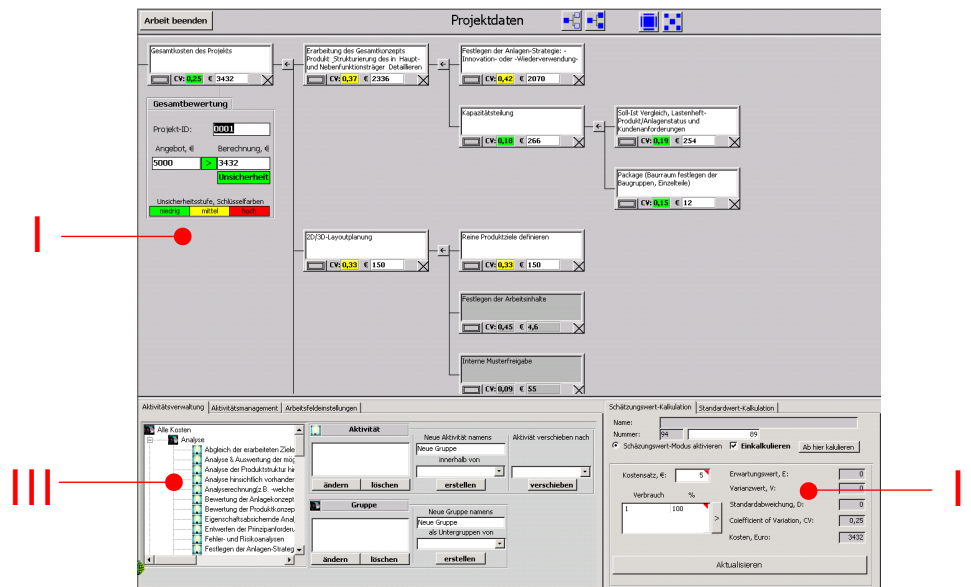 Arbeit beenden
Projektdaten
Gesamtkosten des Projekts
CV: 0,25 € 3432
Erarbeitung des Gesamtkonzepts
Produkt ,Strukturierung des in Haupt-
und Nebenfunktionsträger Detaillieren
CV: 0,37 € 2336
Festlegen der Anlagen-Strategie: -
Innovation- oder -Wiederverwendung-
CV: 0,42 € 2070
Kapazitätsteilung
CV: 0,18 € 266
Soll-Ist Vergleich, Lastenheft-
Produkt/Anlagenstatus und
Kundenanforderungen
CV: 0,19 € 254
Package (Baurraum festlegen der
Baugruppen, Einzelteile)
CV: 0,15 € 12
Gesamtbewertung
Projekt-ID: 0001
Angebot, € Berechnung, €
5000 > 3432
Unsicherheit
Unsicherheitsstufe, Schlüsselfarben
niedrig mittel hoch
I
2D/3D-Layoutplanung
CV: 0,33 € 150
Reine Produktziele definieren
CV: 0,33 € 150
Festlegen der Arbeitsinhalte
CV: 0,45 € 4,6
Interne Musterfreigabe
CV: 0,09 € 55
Aktivitätsverwaltung Aktivitätsmanagement Arbeitsfeldeinstellungen
Alle Kosten
Analyse
Abgleich der erarbeiteten Ziele
Analyse & Auswertung der mög
Analyse der Produktstruktur hi
Analyse hinsichtlich vorhander
Analyserechnung(z.B. -welche
Bewertung der Anlagekonzept
Bewertung der Produktkonzep
Eigenschaftsabsichernde Anal
Entwerfen der Prinzipanforderu
Fehler- und Risikoanalysen
Festlegen der Anlagen-Strateg
III
Aktivität
ändern löschen
Neue Aktivität namens
Neue Gruppe
innerhalb von
erstellen
Aktiviät verschieben nach
verschieben
Gruppe
ändern löschen
Neue Gruppe namens
Neue Gruppe
als Untergruppen von
erstellen
Schätzungswert-Kalkulation Standardwert-Kalkulation
Name:
Nummer: 94 89
Schäzungswert-Modus aktivieren Einkalkulieren Ab hier kalulieren
Kostensatz, €: 5
Verbrauch %
1 100
>
Erwartungswert, E: 0
Varianzwert, V: 0
Standardabweichung, D: 0
Coiefficient of Variation, CV: 0,25
Kosten, Euro: 3432
Aktualisieren
I